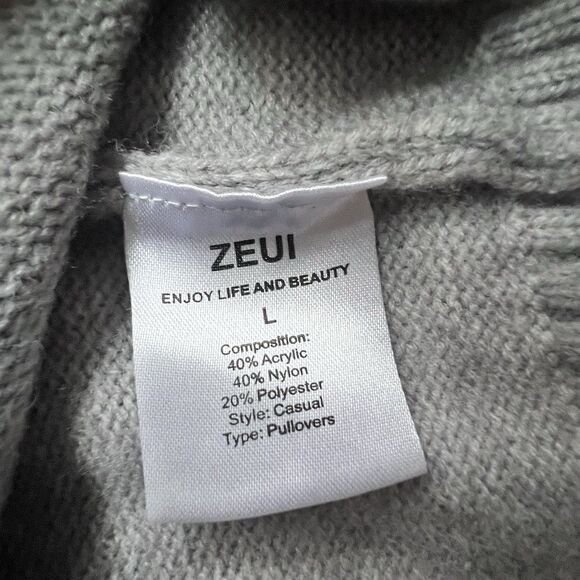 ZEUI
ENJOY LIFE AND BEAUTY
L
Composition:
40% Acrylic
40% Nylon
20% Polyester
Style: Casual
Type: Pullovers